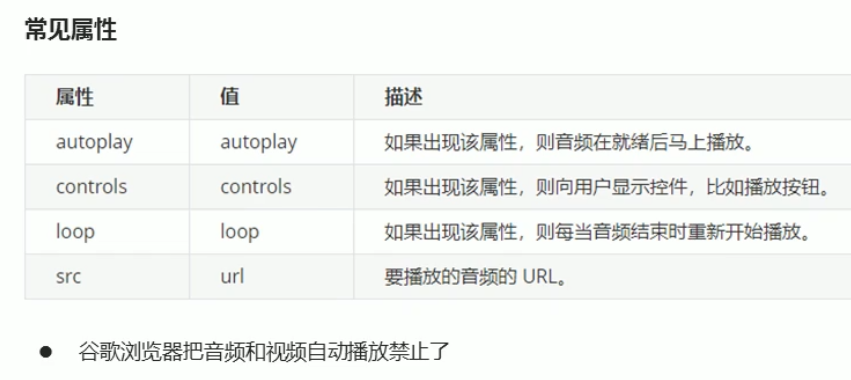 常见属性
属性 值 描述
autoplay autoplay 如果出现该属性，则音频在就绪后马上播放。
controls controls 如果出现该属性，则向用户显示控件，比如播放按钮。
loop loop 如果出现该属性，则每当音频结束时重新开始播放。
src url 要播放的音频的 URL。
● 谷歌浏览器把音频和视频自动播放禁止了